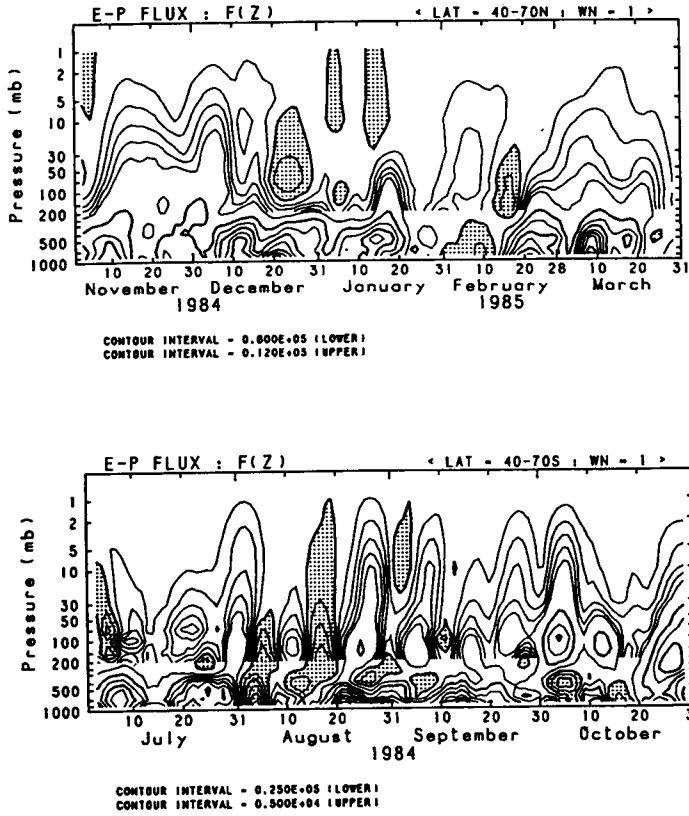 E-P FLUX : F(Z) < LAT = 40-70N ; WN = 1 >
Pressure (mb)
1
2
5
10
30
50
100
200
500
1000
10 20 30 10 20 31 10 20 31 10 20 28 10 20 31
November December January February March
1984 1985
CONTOUR INTERVAL = 0.600E+05 (LOWER)
CONTOUR INTERVAL = 0.120E+05 (UPPER)
E-P FLUX : F(Z) < LAT = 40-70S ; WN = 1 >
Pressure (mb)
1
2
5
10
30
50
100
200
500
1000
10 20 31 10 20 31 10 20 30 10 20 3
July August September October
1984
CONTOUR INTERVAL = 0.250E+05 (LOWER)
CONTOUR INTERVAL = 0.500E+04 (UPPER)